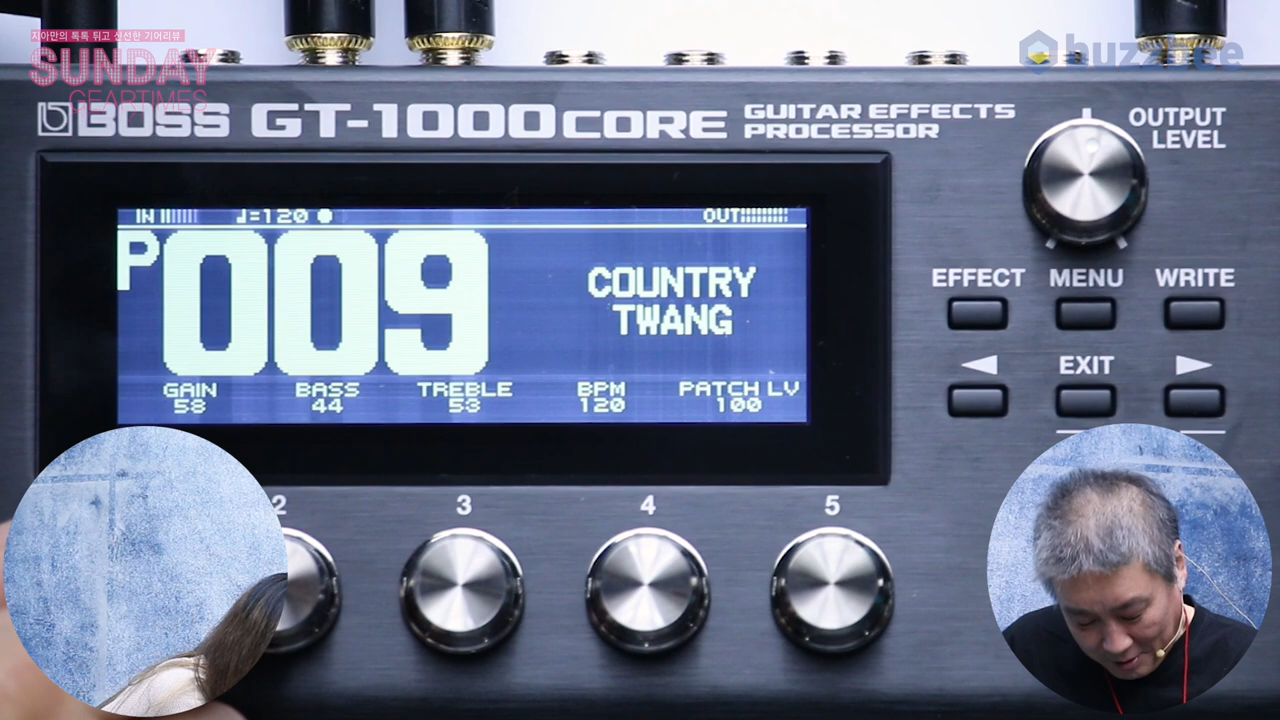 지아만의 톡톡 튀고 신선한 기어리뷰
SUNDAY
GEARTIMES
buzzbee
BOSS GT-1000CORE GUITAR EFFECTS
PROCESSOR
OUTPUT
LEVEL
IN ♩=120 OUT
P009
COUNTRY
TWANG
GAIN BASS TREBLE BPM PATCH LV
58 44 53 120 100
EFFECT MENU WRITE
EXIT
2 3 4 5